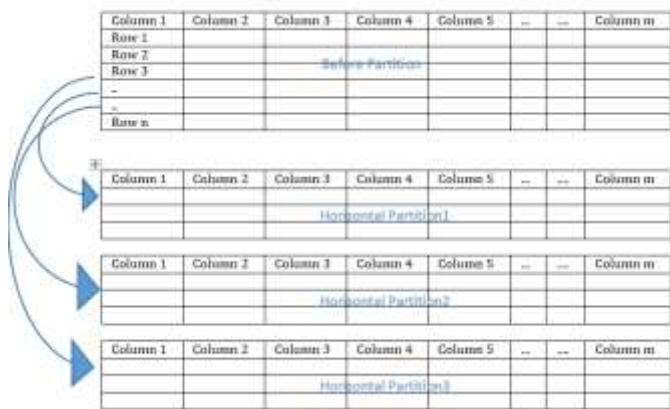 Column 1 Column 2 Column 3 Column 4 Column 5 ... ... Column m
Row 1
Row 2
Row 3
Before Partition
..
..
Row n
Column 1 Column 2 Column 3 Column 4 Column 5 ... ... Column m
Horizontal Partition1
Column 1 Column 2 Column 3 Column 4 Column 5 ... ... Column m
Horizontal Partition2
Column 1 Column 2 Column 3 Column 4 Column 5 ... ... Column m
Horizontal Partition3